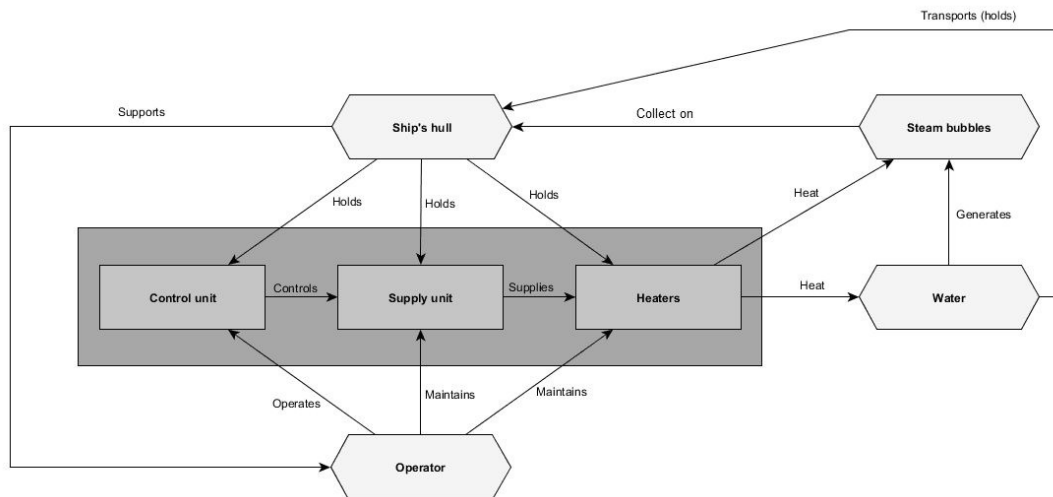 Transports (holds)
Supports
Ship's hull
Collect on
Steam bubbles
Holds
Holds
Holds
Heat
Generates
Control unit
Controls
Supply unit
Supplies
Heaters
Heat
Water
Operates
Maintains
Maintains
Operator